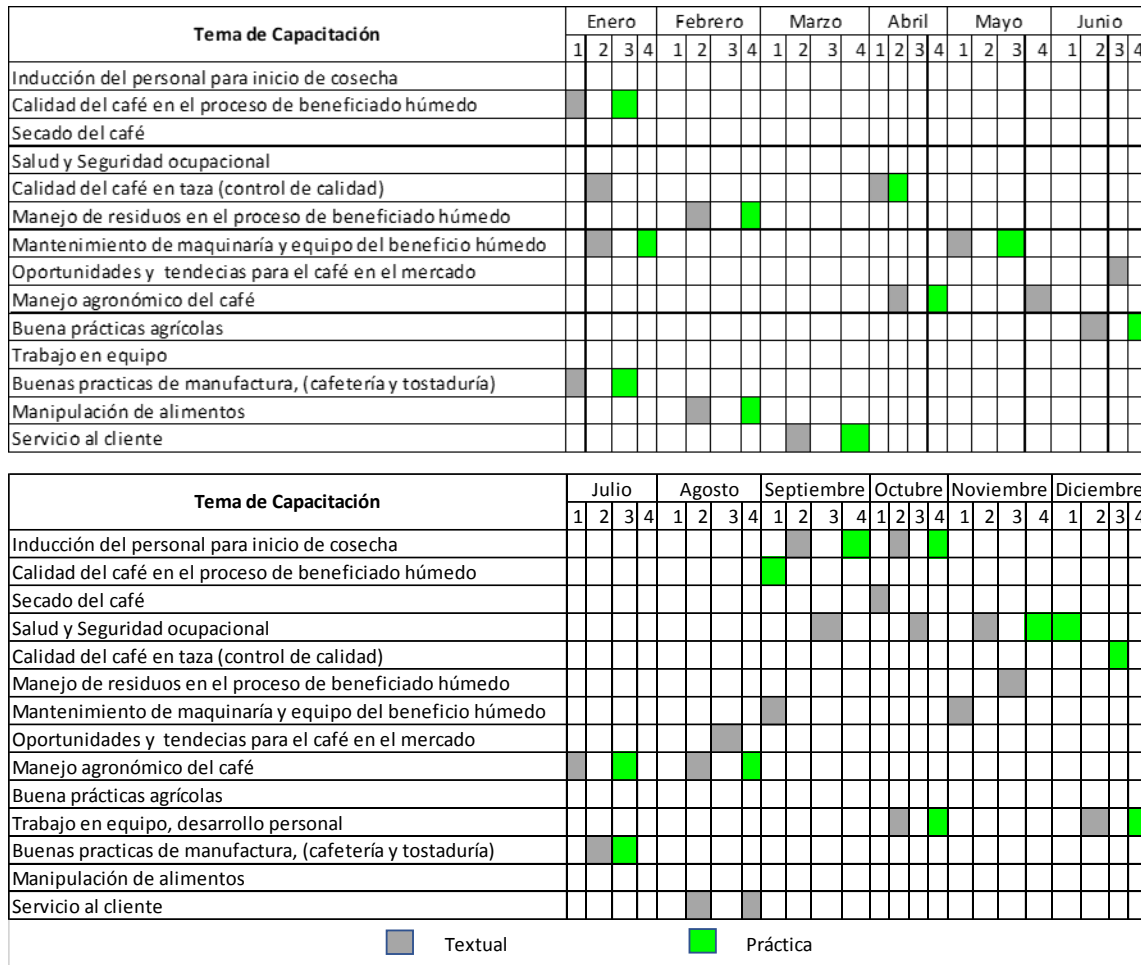 Tema de Capacitación
Enero Febrero Marzo Abril Mayo Junio
1 2 3 4 1 2 3 4 1 2 3 4 1 2 3 4 1 2 3 4 1 2 3 4
Inducción del personal para inicio de cosecha
Calidad del café en el proceso de beneficiado húmedo
Secado del café
Salud y Seguridad ocupacional
Calidad del café en taza (control de calidad)
Manejo de residuos en el proceso de beneficiado húmedo
Mantenimiento de maquinaría y equipo del beneficio húmedo
Oportunidades y tendecias para el café en el mercado
Manejo agronómico del café
Buena prácticas agrícolas
Trabajo en equipo
Buenas practicas de manufactura, (cafetería y tostaduría)
Manipulación de alimentos
Servicio al cliente
Tema de Capacitación
Julio Agosto Septiembre Octubre Noviembre Diciembre
1 2 3 4 1 2 3 4 1 2 3 4 1 2 3 4 1 2 3 4 1 2 3 4
Inducción del personal para inicio de cosecha
Calidad del café en el proceso de beneficiado húmedo
Secado del café
Salud y Seguridad ocupacional
Calidad del café en taza (control de calidad)
Manejo de residuos en el proceso de beneficiado húmedo
Mantenimiento de maquinaría y equipo del beneficio húmedo
Oportunidades y tendecias para el café en el mercado
Manejo agronómico del café
Buena prácticas agrícolas
Trabajo en equipo, desarrollo personal
Buenas practicas de manufactura, (cafetería y tostaduría)
Manipulación de alimentos
Servicio al cliente
Textual Práctica